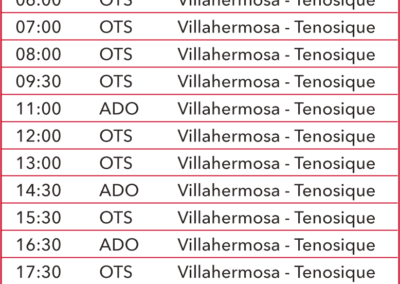 06:00 OTS Villahermosa - Tenosique
07:00 OTS Villahermosa - Tenosique
08:00 OTS Villahermosa - Tenosique
09:30 OTS Villahermosa - Tenosique
11:00 ADO Villahermosa - Tenosique
12:00 OTS Villahermosa - Tenosique
13:00 OTS Villahermosa - Tenosique
14:30 ADO Villahermosa - Tenosique
15:30 OTS Villahermosa - Tenosique
16:30 ADO Villahermosa - Tenosique
17:30 OTS Villahermosa - Tenosique